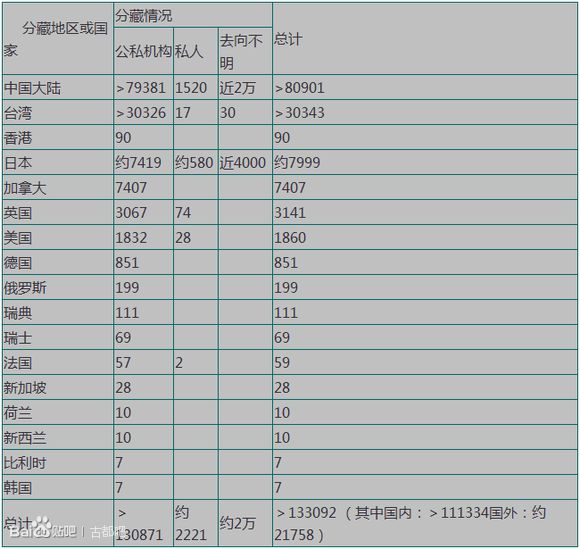 分藏地区或国家 分藏情况 总计
公私机构 私人 去向不明
中国大陆 >79381 1520 近2万 >80901
台湾 >30326 17 30 >30343
香港 90 90
日本 约7419 约580 近4000 约7999
加拿大 7407 7407
英国 3067 74 3141
美国 1832 28 1860
德国 851 851
俄罗斯 199 199
瑞典 111 111
瑞士 69 69
法国 57 2 59
新加坡 28 28
荷兰 10 10
新西兰 10 10
比利时 7 7
韩国 7 7
总计 >130871 约2221 约2万 >133092（其中国内：>111334国外：约21758）
Bai 贴吧 | 古都吧